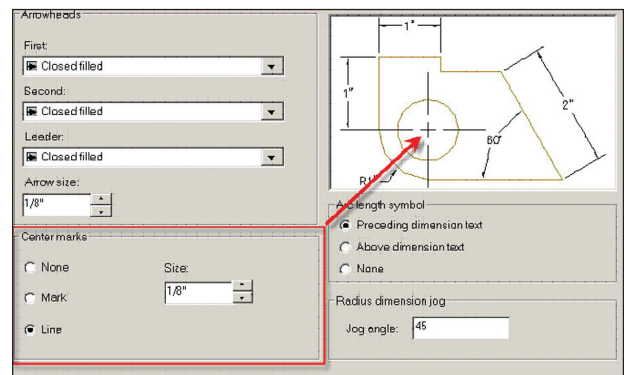 Arrowheads
First:
Closed filled
Second:
Closed filled
Leader:
Closed filled
Arrow size:
1/8"
Center marks
None
Mark
Line
Size:
1/8"
1"
1"
2"
60°
Arc length symbol
Preceding dimension text
Above dimension text
None
Radius dimension jog
Jog angle:
45